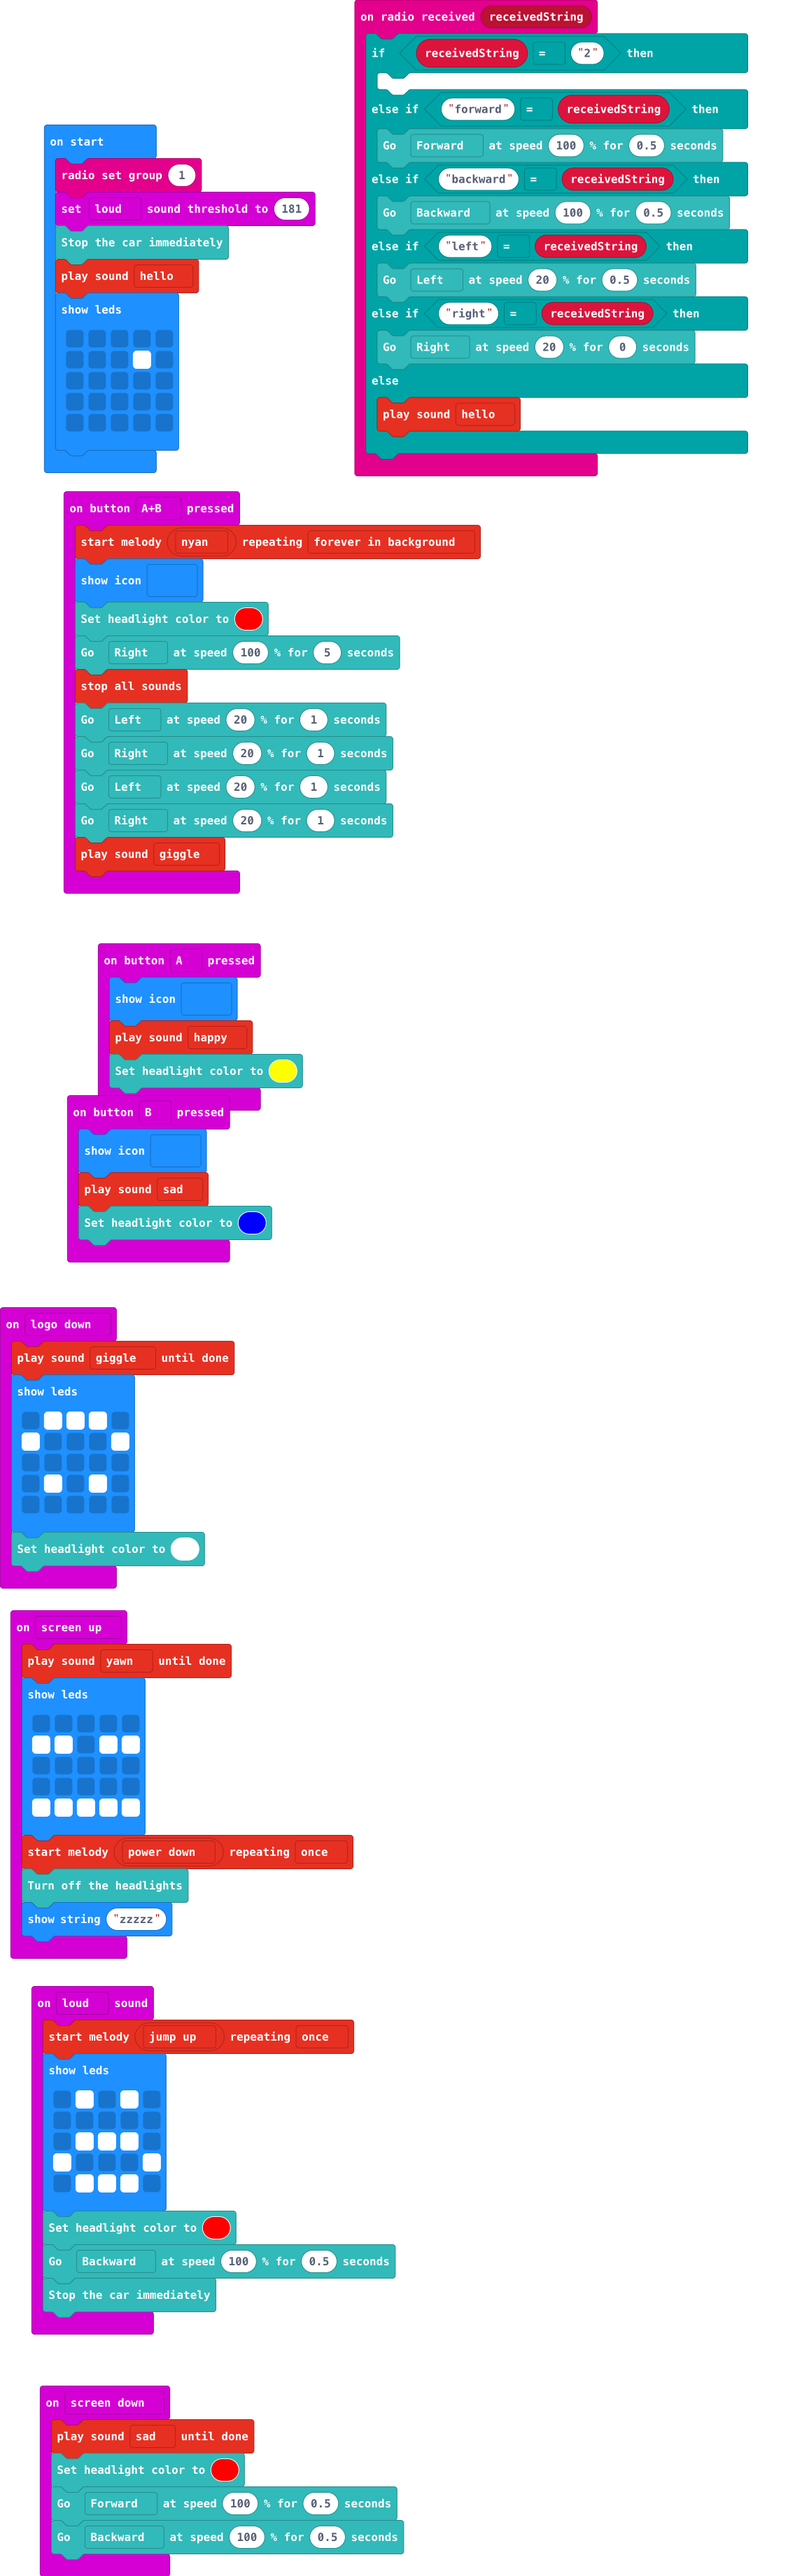 on start
radio set group 1
set loud sound threshold to 181
Stop the car immediately
play sound hello
show leds
on radio received receivedString
if receivedString = "2" then
else if "forward" = receivedString then
Go Forward at speed 100 % for 0.5 seconds
else if "backward" = receivedString then
Go Backward at speed 100 % for 0.5 seconds
else if "left" = receivedString then
Go Left at speed 20 % for 0.5 seconds
else if "right" = receivedString then
Go Right at speed 20 % for 0 seconds
else
play sound hello
on button A+B pressed
start melody nyan repeating forever in background
show icon
Set headlight color to
Go Right at speed 100 % for 5 seconds
stop all sounds
Go Left at speed 20 % for 1 seconds
Go Right at speed 20 % for 1 seconds
Go Left at speed 20 % for 1 seconds
Go Right at speed 20 % for 1 seconds
play sound giggle
on button A pressed
show icon
play sound happy
Set headlight color to
on button B pressed
show icon
play sound sad
Set headlight color to
on logo down
play sound giggle until done
show leds
Set headlight color to
on screen up
play sound yawn until done
show leds
start melody power down repeating once
Turn off the headlights
show string "zzzzz"
on loud sound
start melody jump up repeating once
show leds
Set headlight color to
Go Backward at speed 100 % for 0.5 seconds
Stop the car immediately
on screen down
play sound sad until done
Set headlight color to
Go Forward at speed 100 % for 0.5 seconds
Go Backward at speed 100 % for 0.5 seconds